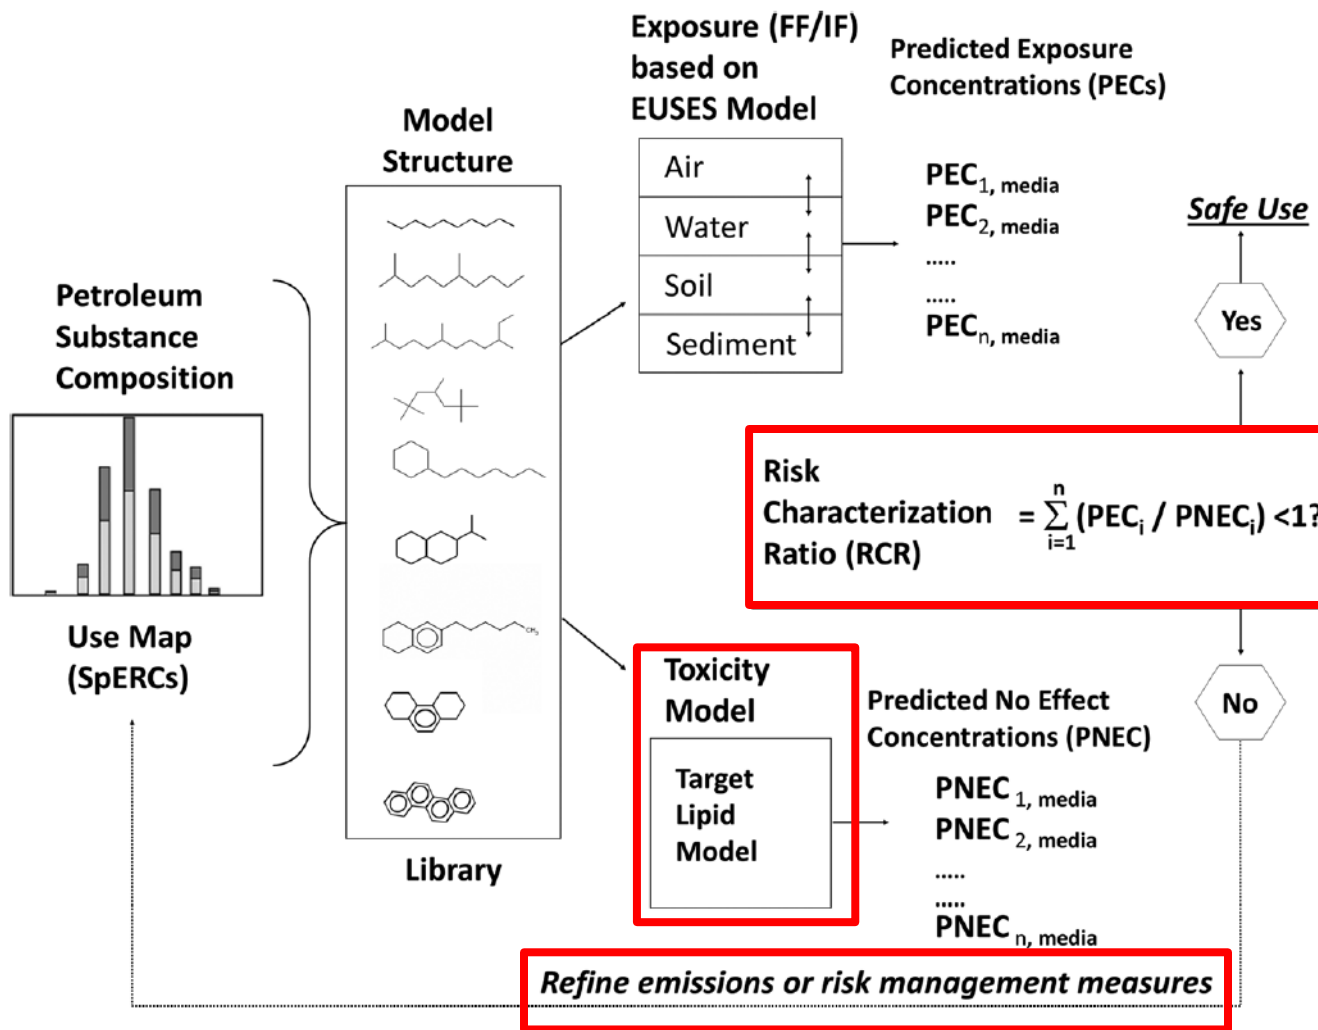 Petroleum
Substance
Composition
Use Map
(SpERCs)
Model
Structure
CH₃
Library
Exposure (FF/IF)
based on
EUSES Model
Air
Water
Soil
Sediment
Predicted Exposure
Concentrations (PECs)
PEC₁, media
PEC₂, media
.....
.....
PECₙ, media
Safe Use
Yes
Risk
Characterization
Ratio (RCR)
= n ∑ i=1 (PECᵢ / PNECᵢ) <1?
No
Toxicity
Model
Target
Lipid
Model
Predicted No Effect
Concentrations (PNEC)
PNEC 1, media
PNEC 2, media
.....
.....
PNEC n, media
Refine emissions or risk management measures